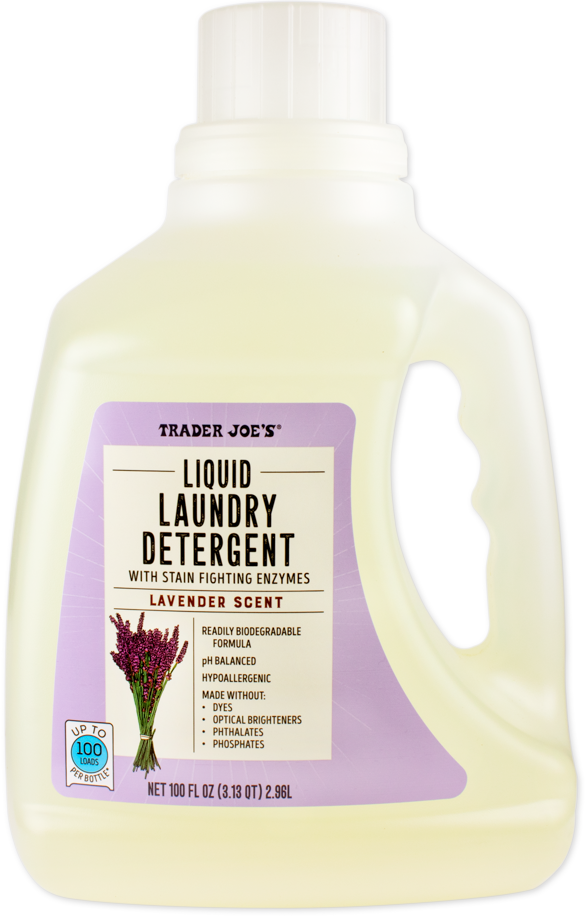 TRADER JOE'S®
LIQUID
LAUNDRY
DETERGENT
WITH STAIN FIGHTING ENZYMES
LAVENDER SCENT
READILY BIODEGRADABLE
FORMULA
pH BALANCED
HYPOALLERGENIC
MADE WITHOUT:
• DYES
• OPTICAL BRIGHTENERS
• PHTHALATES
• PHOSPHATES
UP TO
100
LOADS
PER BOTTLE*
NET 100 FL OZ (3.13 QT) 2.96L